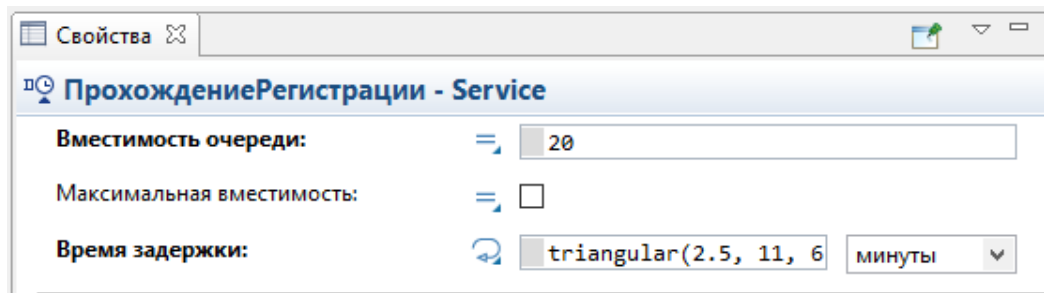 Свойства
ПрохождениеРегистрации - Service
Вместимость очереди: 20
Максимальная вместимость:
Время задержки: triangular(2.5, 11, 6 минуты